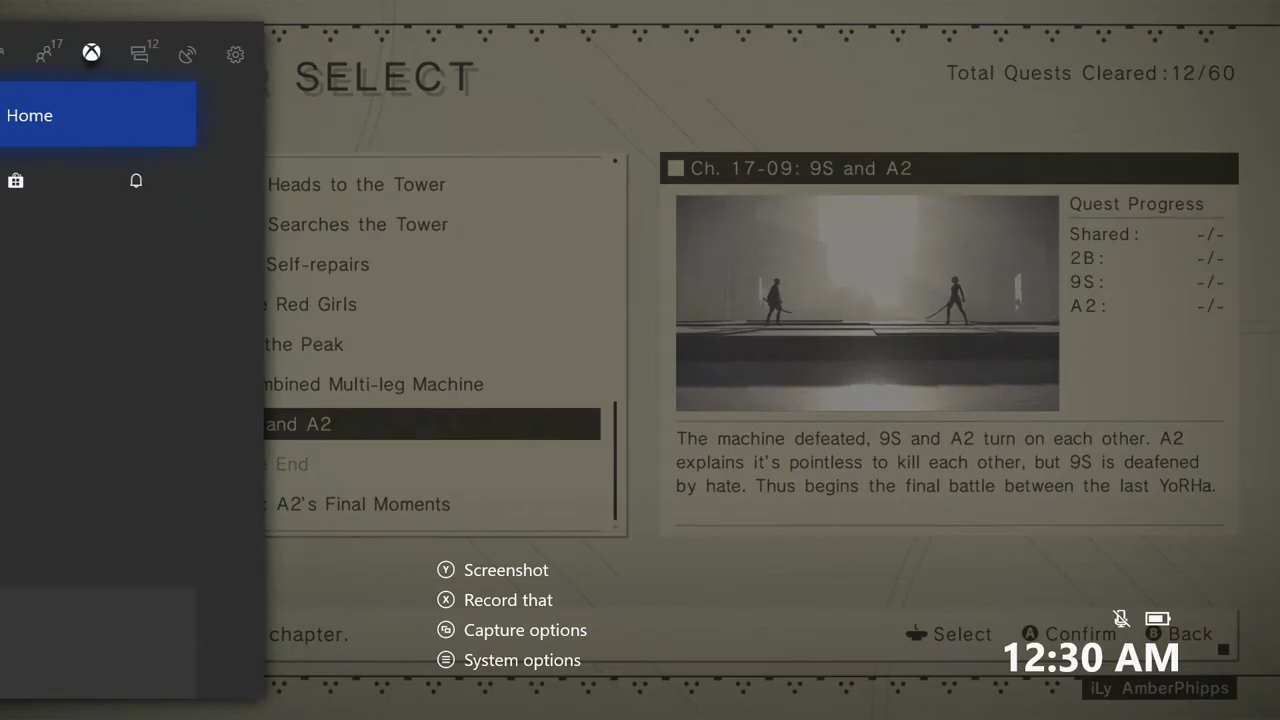 17
12
Home
SELECT
Total Quests Cleared:12/60
Heads to the Tower
Searches the Tower
Self-repairs
Red Girls
the Peak
mbined Multi-leg Machine
and A2
End
A2's Final Moments
Ch. 17-09: 9S and A2
Quest Progress
Shared: -/-
2B: -/-
9S: -/-
A2: -/-
The machine defeated, 9S and A2 turn on each other. A2
explains it's pointless to kill each other, but 9S is deafened
by hate. Thus begins the final battle between the last YoRHa.
Y Screenshot
X Record that
Capture options
System options
chapter.
Select A Confirm B Back
12:30 AM
iLy AmberPhipps